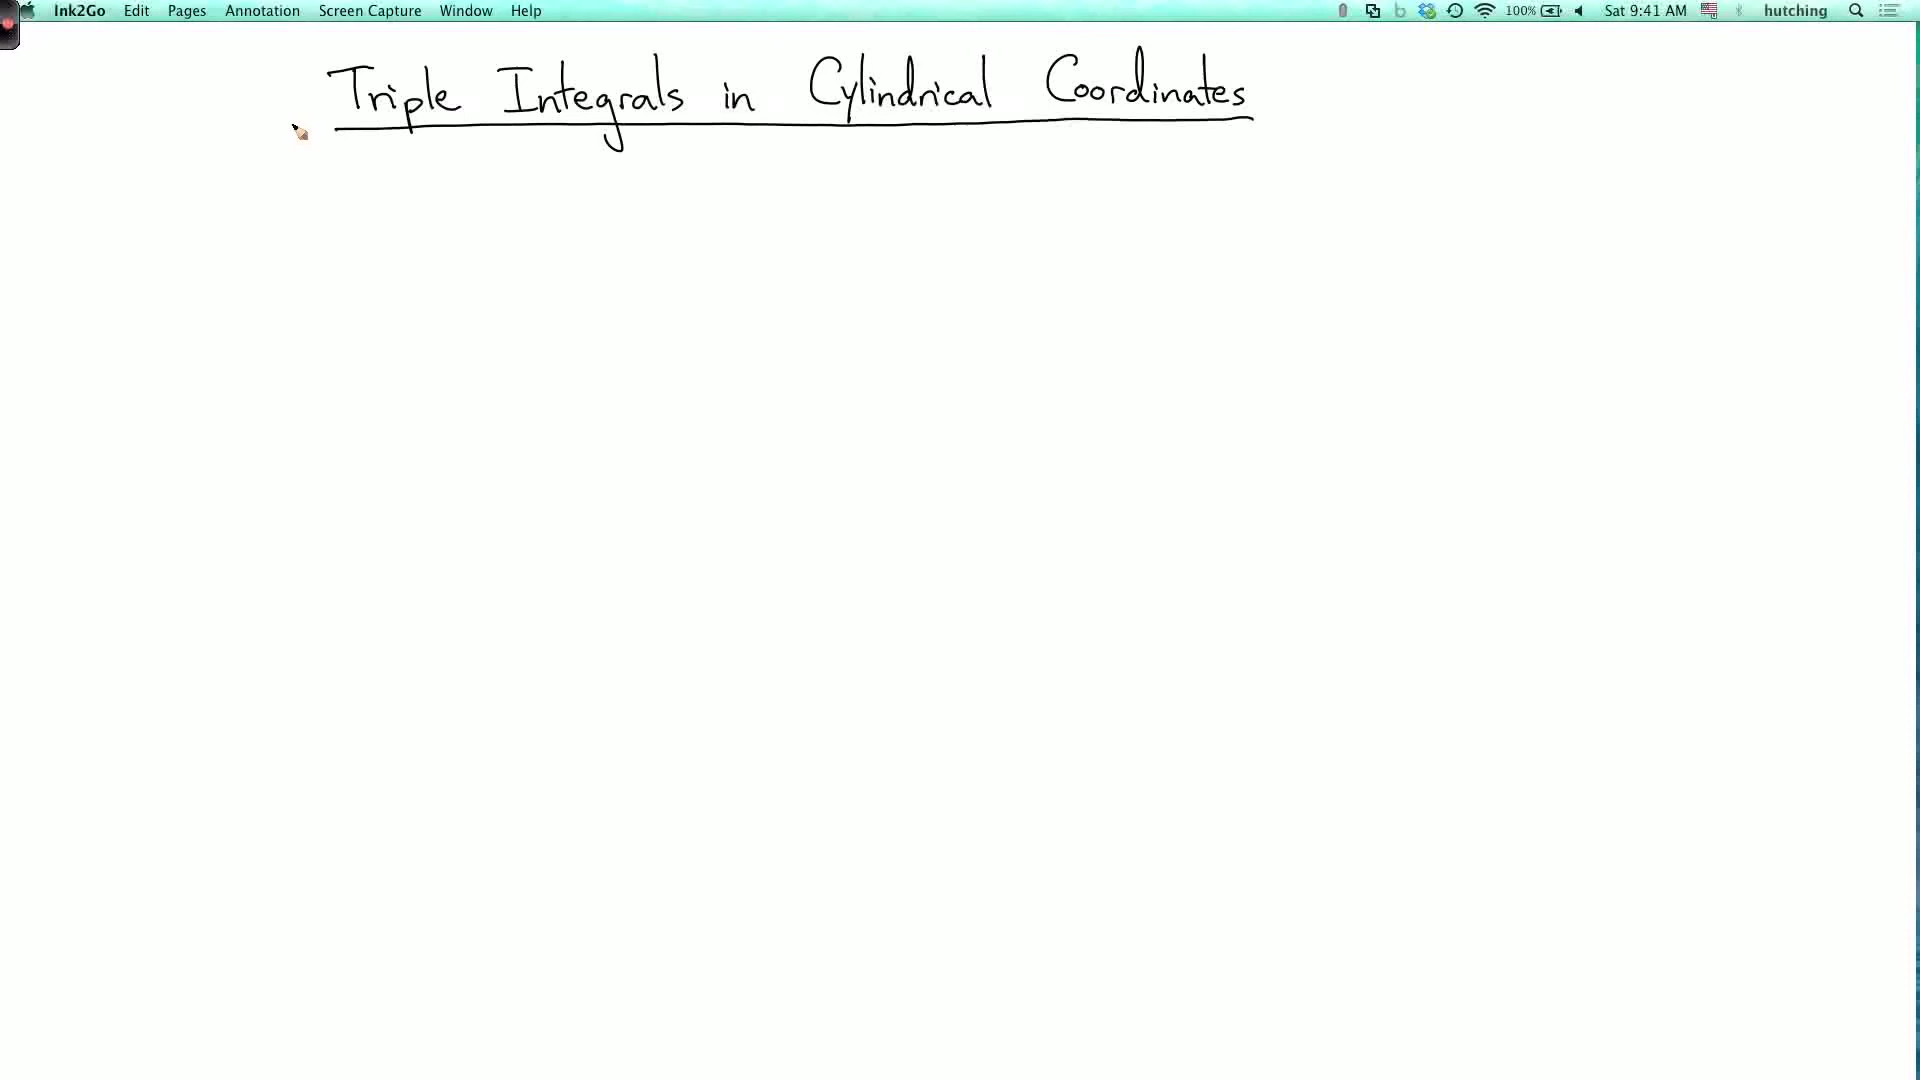 Ink2Go Edit Pages Annotation Screen Capture Window Help 100% Sat 9:41 AM hutching
Triple Integrals in Cylindrical Coordinates